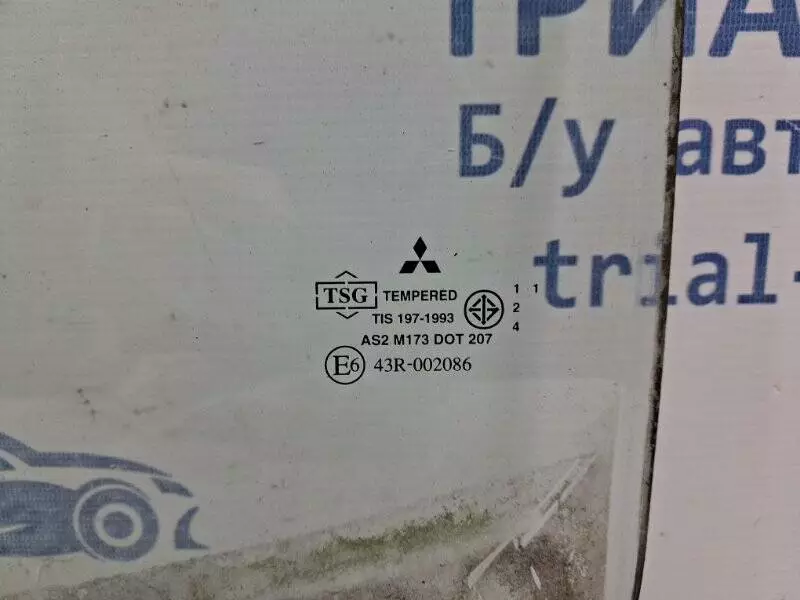 ТРИА
Б/у авт
trial-
TSG TEMPERED
TIS 197-1993
1 1
2
4
AS2 M173 DOT 207
E6 43R-002086